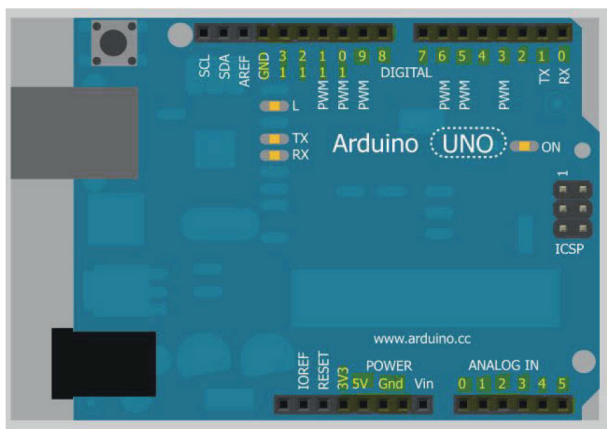 SCL SDA AREF GND 13 12 11 10 9 8 7 6 5 4 3 2 1 0
PWM PWM PWM DIGITAL PWM PWM PWM TX RX
L
TX
RX
Arduino UNO
ON
1
ICSP
www.arduino.cc
POWER ANALOG IN
IOREF RESET 3V3 5V Gnd Vin 0 1 2 3 4 5